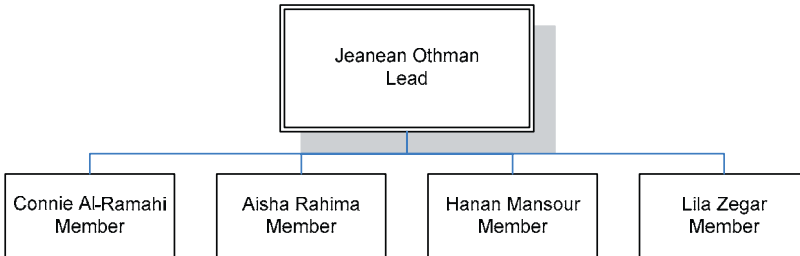 Jeanean Othman
Lead
Connie Al-Ramahi
Member
Aisha Rahima
Member
Hanan Mansour
Member
Lila Zegar
Member